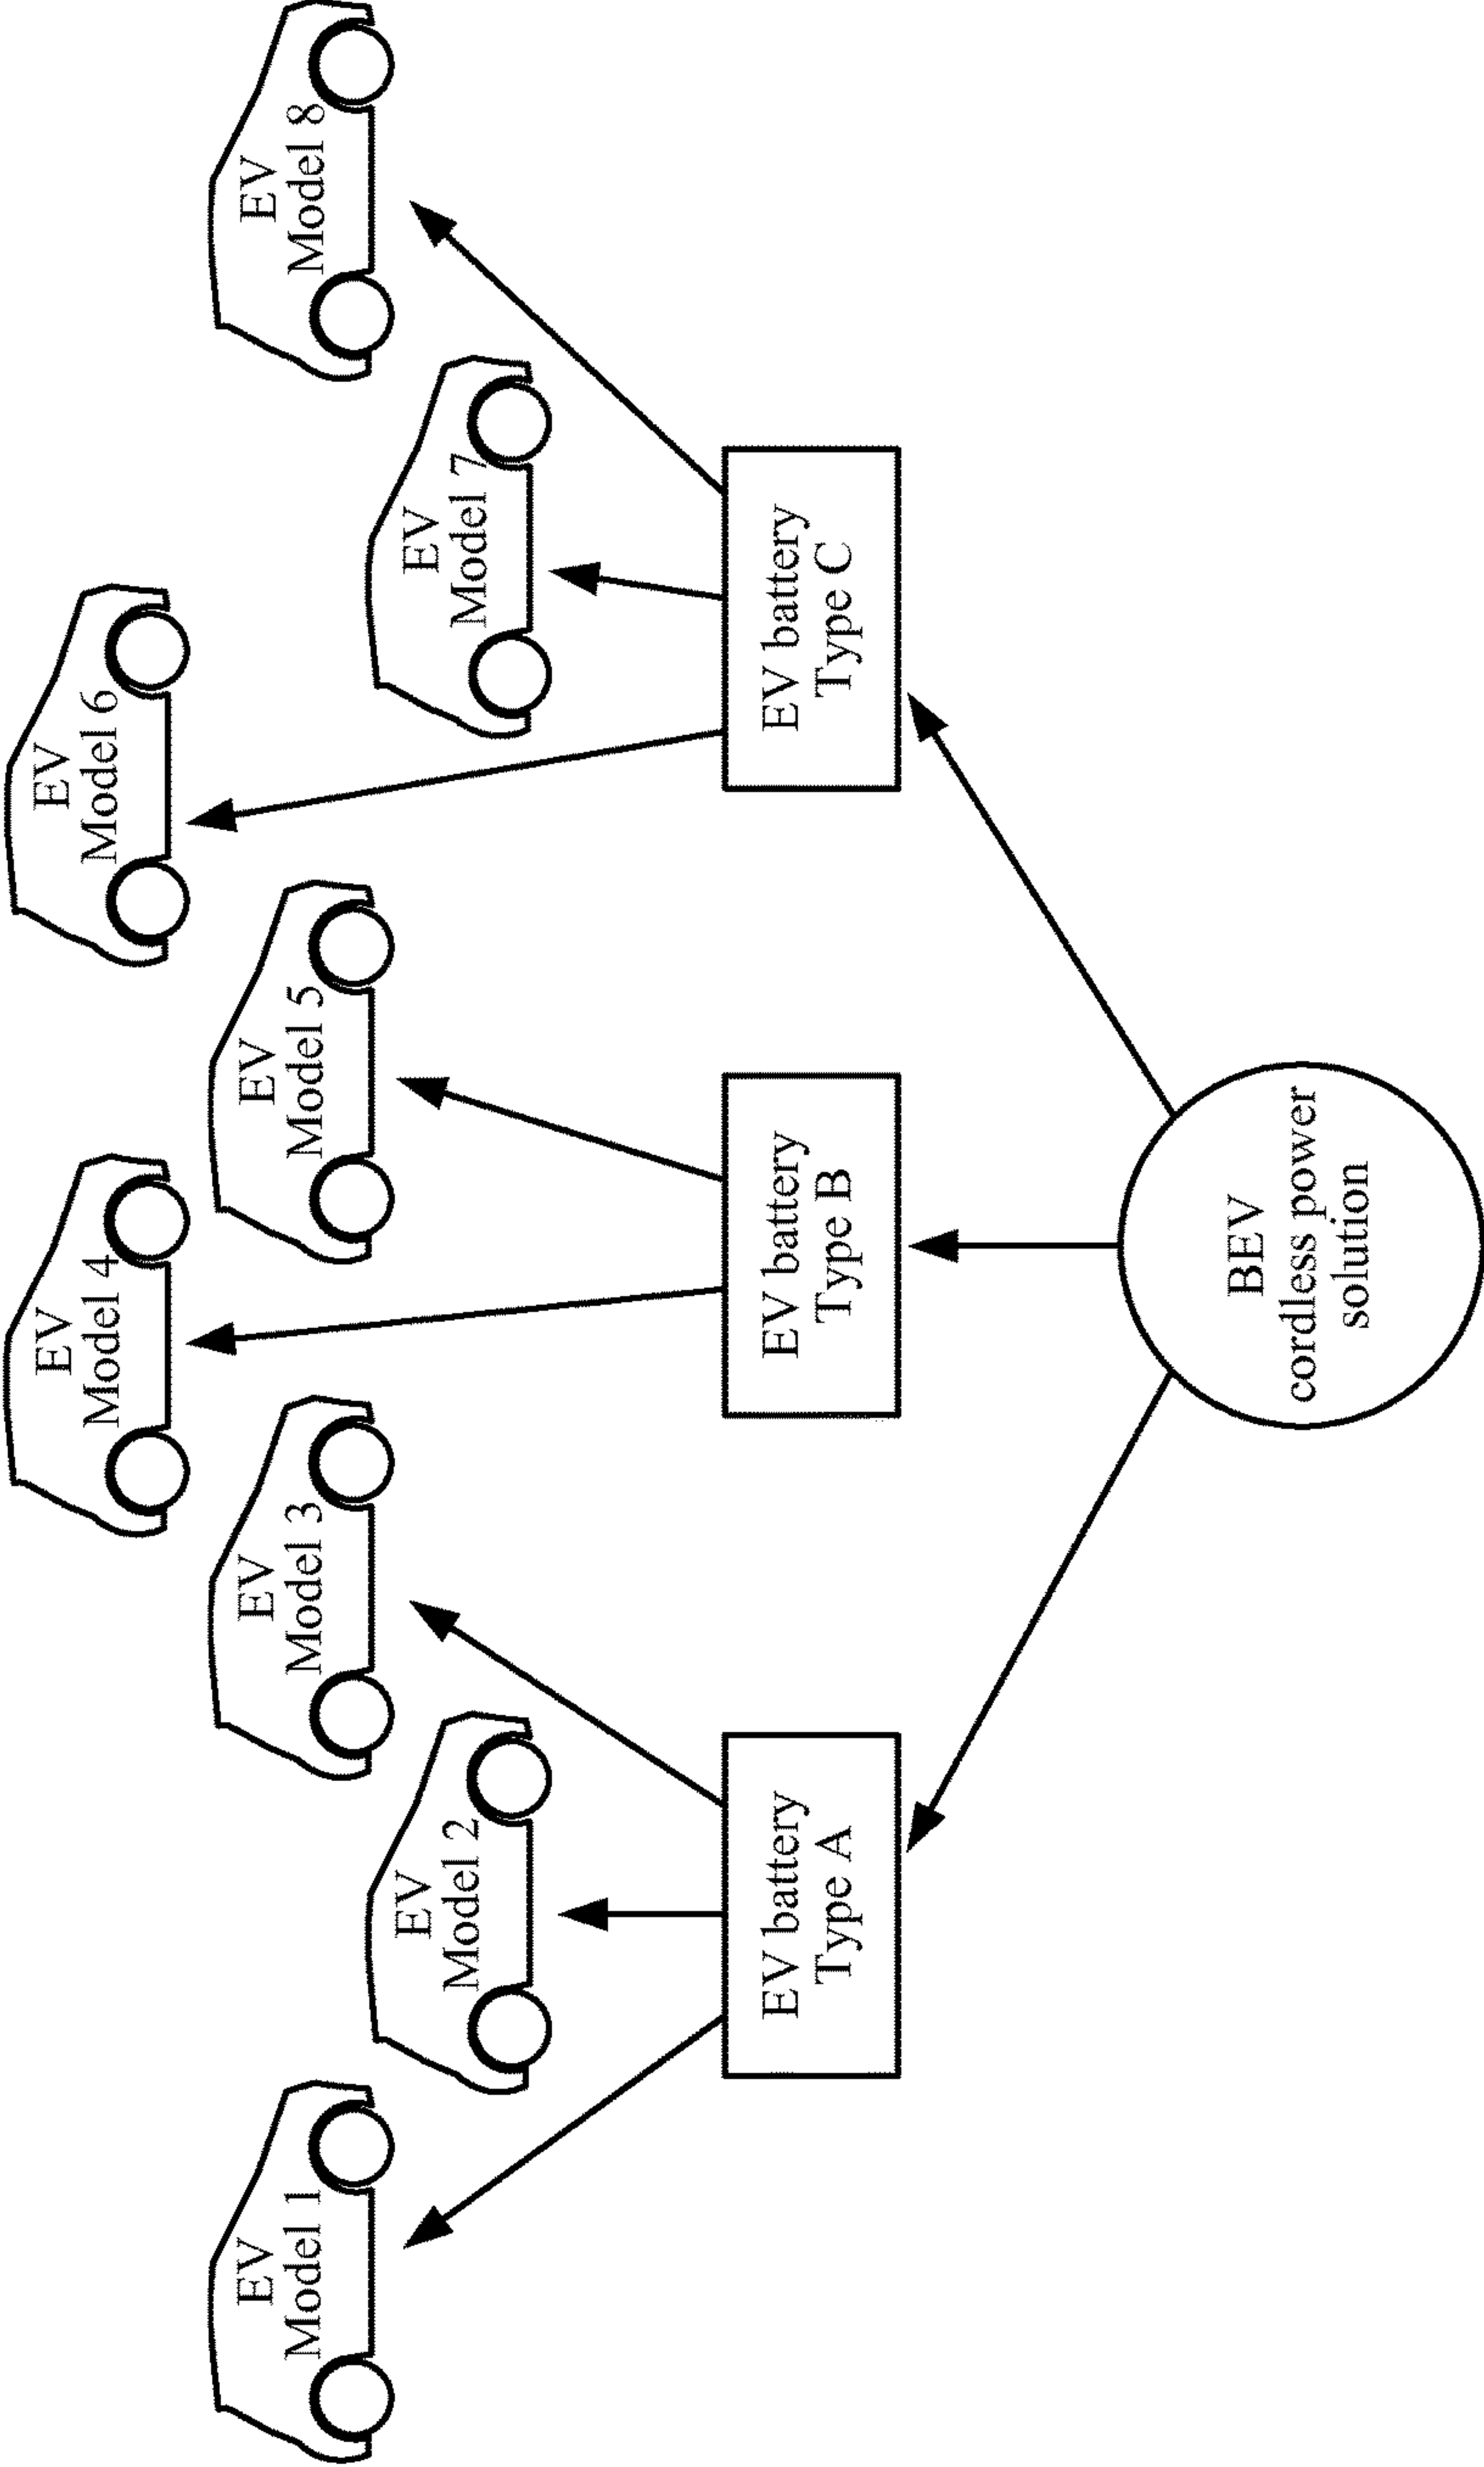 EV
Model 1
EV
Model 2
EV
Model 3
EV
Model 4
EV
Model 5
EV
Model 6
EV
Model 7
EV
Model 8
EV battery
Type A
EV battery
Type B
EV battery
Type C
BEV
cordless power
solution